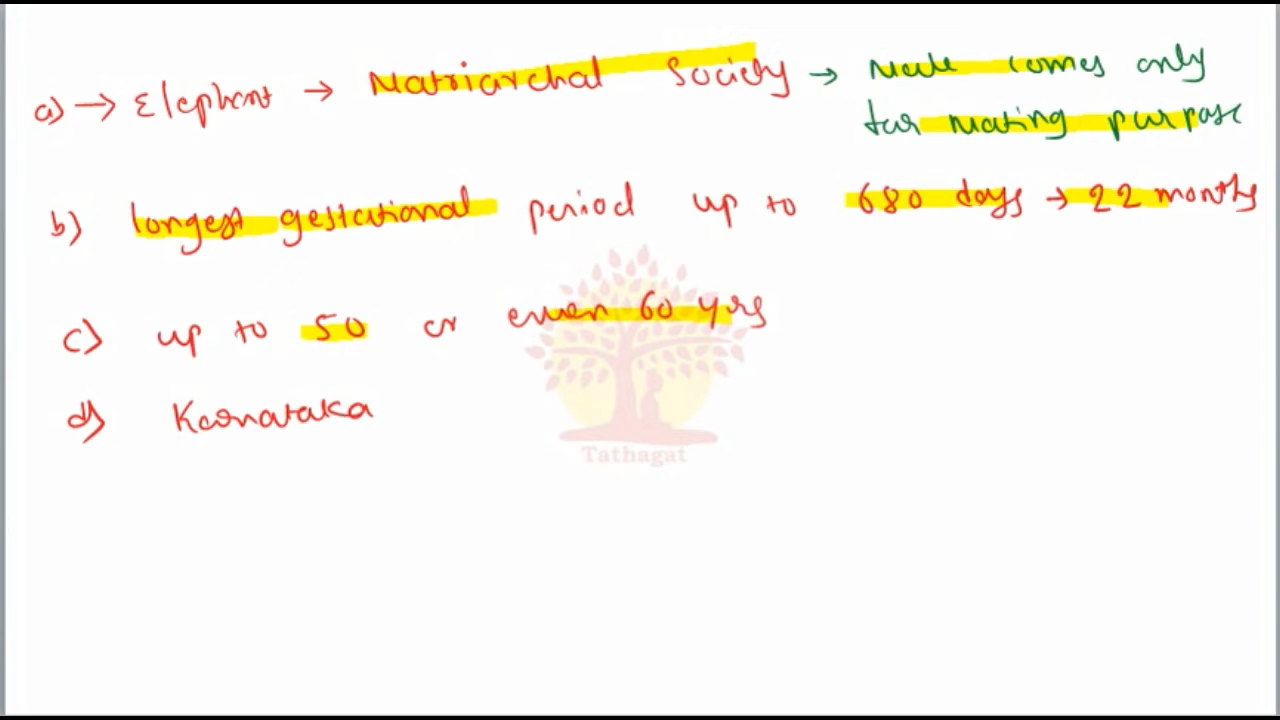 a) → Elephant → Matriarchal Society → Male comes only
for mating purpose
b) longest gestational period up to 680 days → 22 months
c) up to 50 or even 60 yrs
d) Karnataka
Tathagat